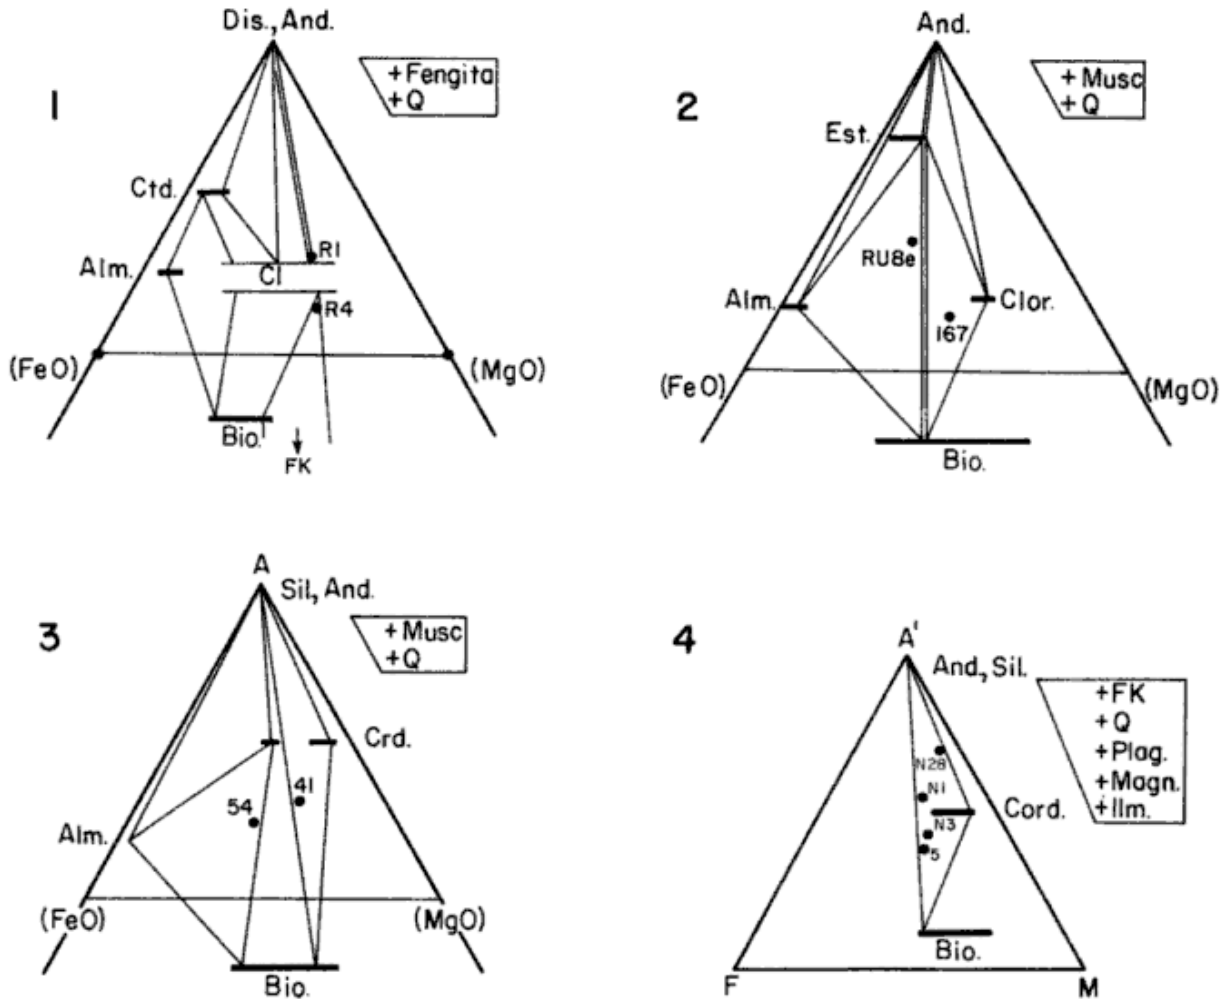 Dis., And.
1
+ Fengita
+ Q
Ctd.
R1
Alm.
Cl
R4
(FeO)
(MgO)
Bio.
FK
And.
2
+ Musc
+ Q
Est.
RU8e
Alm.
Clor.
167
(FeO)
(MgO)
Bio.
A
Sil, And.
3
+ Musc
+ Q
Crd.
41
54
Alm.
(FeO)
(MgO)
Bio.
A'
4
And, Sil.
+ FK
+ Q
+ Plag.
+ Magn.
+ Ilm.
N28
N1
Cord.
N3
5
Bio.
F
M